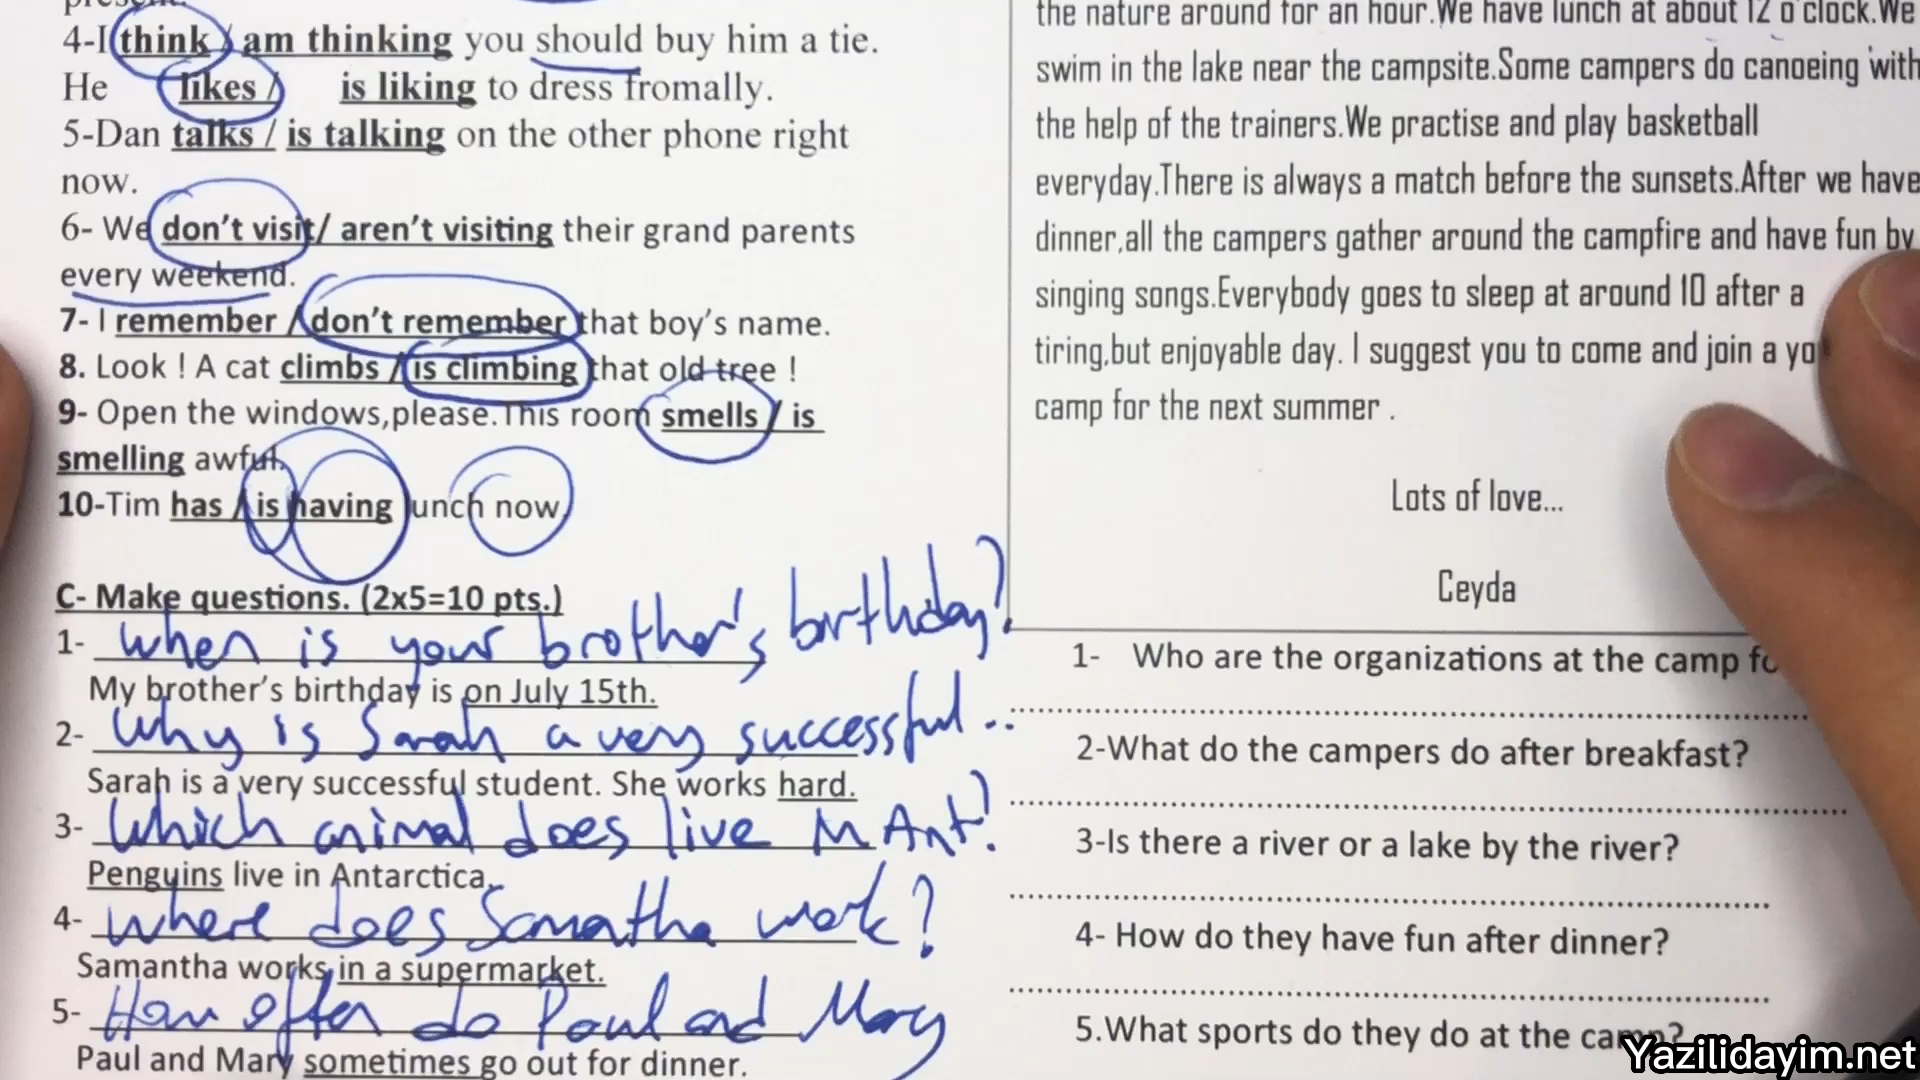 present.
4-I think / am thinking you should buy him a tie.
He likes / is liking to dress fromally.
5-Dan talks / is talking on the other phone right
now.
6- We don't visit/ aren't visiting their grand parents
every weekend.
7- I remember / don't remember that boy's name.
8. Look ! A cat climbs / is climbing that old tree !
9- Open the windows,please.This room smells / is
smelling awful.
10-Tim has / is having lunch now.
C- Make questions. (2x5=10 pts.)
1- when is your brother's birthday?
My brother's birthday is on July 15th.
2- why is Sarah a very successful ..
Sarah is a very successful student. She works hard.
3- Which animal does live in Ant?
Penguins live in Antarctica.
4- Where does Samatha work?
Samantha works in a supermarket.
5- How often do Paul and Mary
Paul and Mary sometimes go out for dinner.
the nature around for an hour.We have lunch at about 12 o'clock.We
swim in the lake near the campsite.Some campers do canoeing with
the help of the trainers.We practise and play basketball
everyday.There is always a match before the sunsets.After we have
dinner,all the campers gather around the campfire and have fun by
singing songs.Everybody goes to sleep at around 10 after a
tiring,but enjoyable day. I suggest you to come and join a
camp for the next summer .
Lots of love...
Ceyda
1- Who are the organizations at the camp
2-What do the campers do after breakfast?
3-Is there a river or a lake by the river?
4- How do they have fun after dinner?
5.What sports do they do at the camp?
Yazilidayim.net